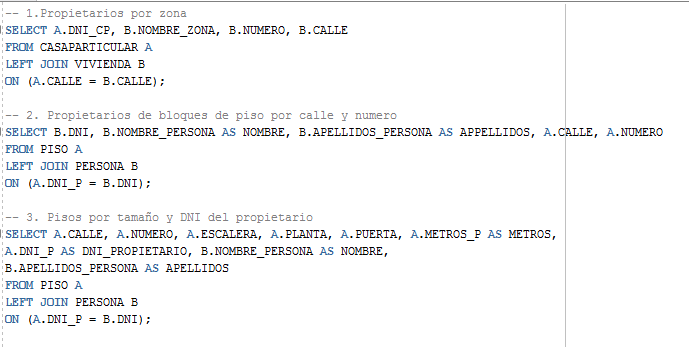 -- 1.Propietarios por zona
SELECT A.DNI_CP, B.NOMBRE_ZONA, B.NUMERO, B.CALLE
FROM CASAPARTICULAR A
LEFT JOIN VIVIENDA B
ON (A.CALLE = B.CALLE);
-- 2. Propietarios de bloques de piso por calle y numero
SELECT B.DNI, B.NOMBRE_PERSONA AS NOMBRE, B.APELLIDOS_PERSONA AS APPELLIDOS, A.CALLE, A.NUMERO
FROM PISO A
LEFT JOIN PERSONA B
ON (A.DNI_P = B.DNI);
-- 3. Pisos por tamaño y DNI del propietario
SELECT A.CALLE, A.NUMERO, A.ESCALERA, A.PLANTA, A.PUERTA, A.METROS_P AS METROS,
A.DNI_P AS DNI_PROPIETARIO, B.NOMBRE_PERSONA AS NOMBRE,
B.APELLIDOS_PERSONA AS APELLIDOS
FROM PISO A
LEFT JOIN PERSONA B
ON (A.DNI_P = B.DNI);